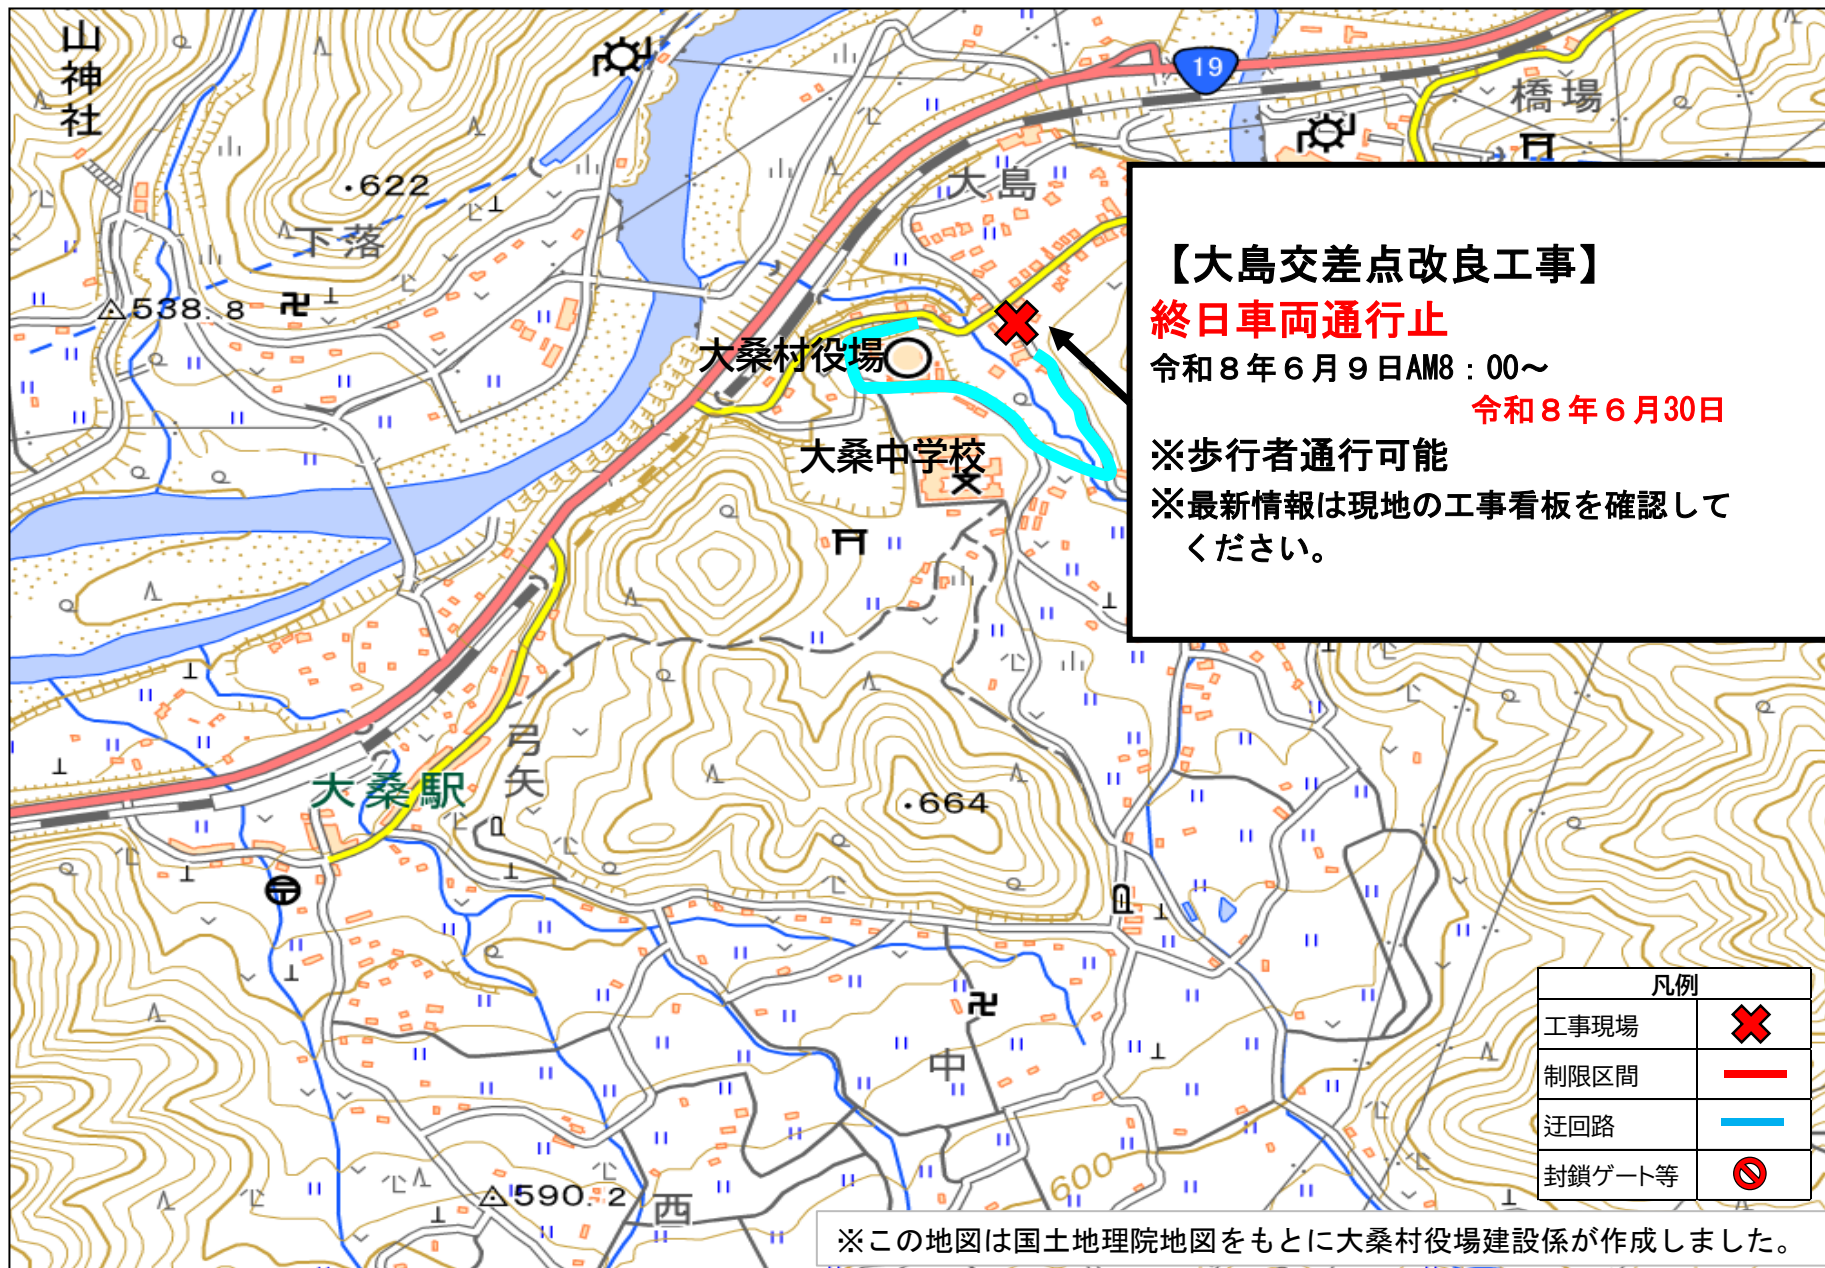 山神社
19
橋場
大島
・622
下落
538.8
大桑村役場
大桑中学校
【大島交差点改良工事】
終日車両通行止
令和8年6月9日AM8：00～
令和8年6月30日
※歩行者通行可能
※最新情報は現地の工事看板を確認して
ください。
弓矢
大桑駅
・664
中
600
590.2
西
凡例
工事現場
制限区間
迂回路
封鎖ゲート等
※この地図は国土地理院地図をもとに大桑村役場建設係が作成しました。